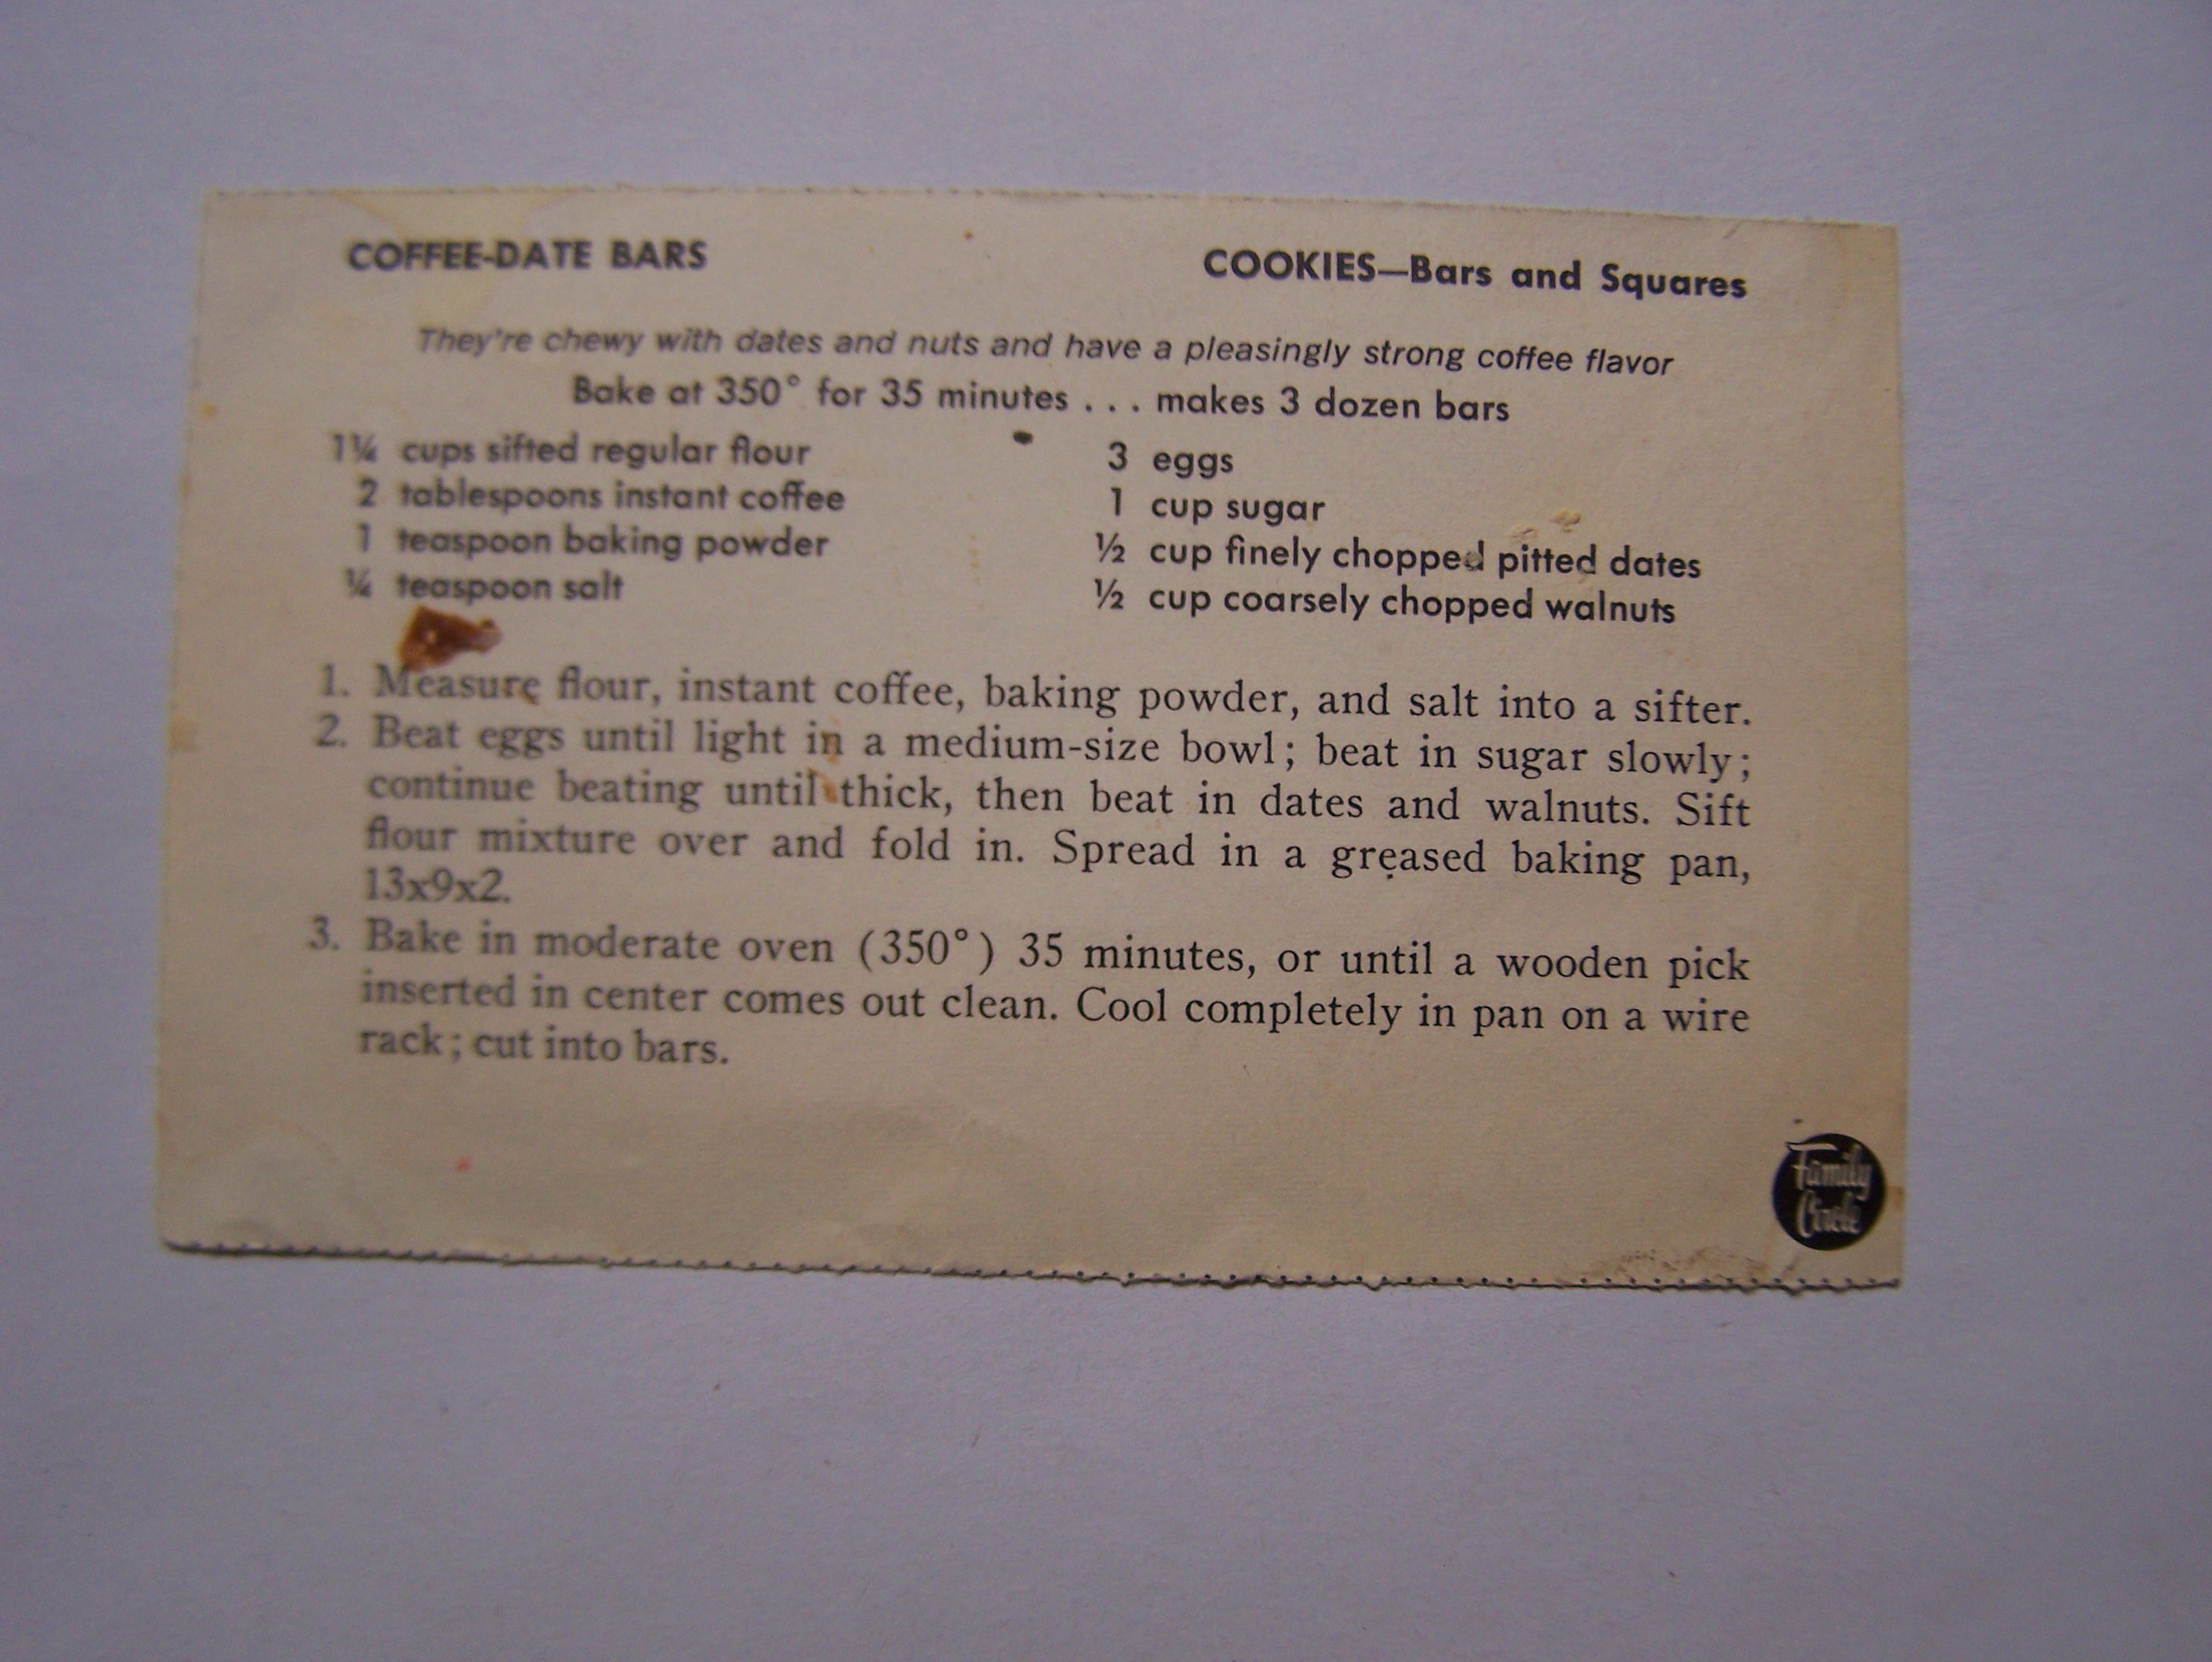 COFFEE-DATE BARS COOKIES—Bars and Squares
They're chewy with dates and nuts and have a pleasingly strong coffee flavor
Bake at 350° for 35 minutes . . . makes 3 dozen bars
1¼ cups sifted regular flour
2 tablespoons instant coffee
1 teaspoon baking powder
¼ teaspoon salt
3 eggs
1 cup sugar
½ cup finely chopped pitted dates
½ cup coarsely chopped walnuts
1. Measure flour, instant coffee, baking powder, and salt into a sifter.
2. Beat eggs until light in a medium-size bowl; beat in sugar slowly;
continue beating until thick, then beat in dates and walnuts. Sift
flour mixture over and fold in. Spread in a greased baking pan,
13x9x2.
3. Bake in moderate oven (350°) 35 minutes, or until a wooden pick
inserted in center comes out clean. Cool completely in pan on a wire
rack; cut into bars.
Family
Circle